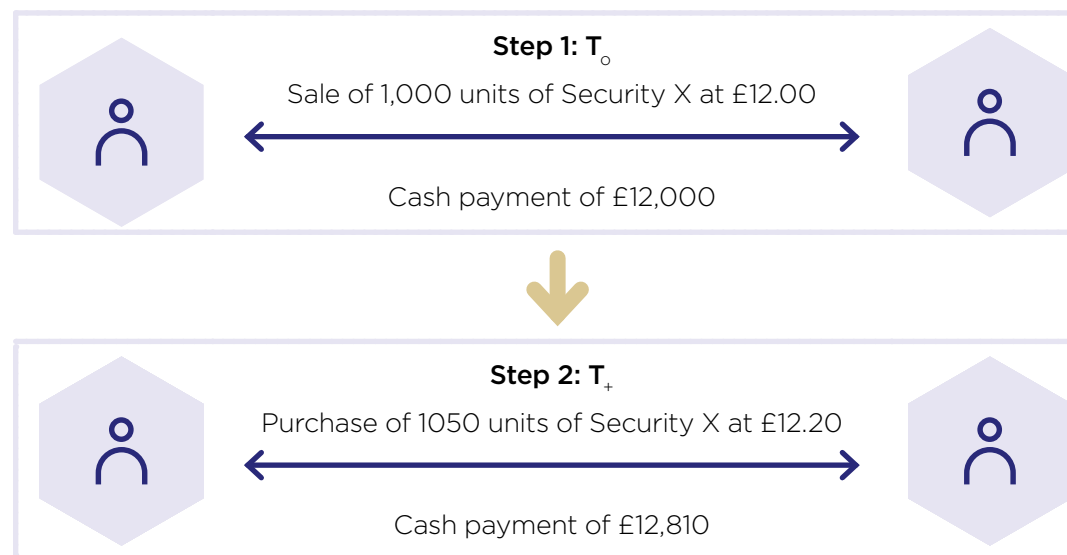 Step 1: T₀
Sale of 1,000 units of Security X at £12.00
Cash payment of £12,000
Step 2: T₊
Purchase of 1050 units of Security X at £12.20
Cash payment of £12,810